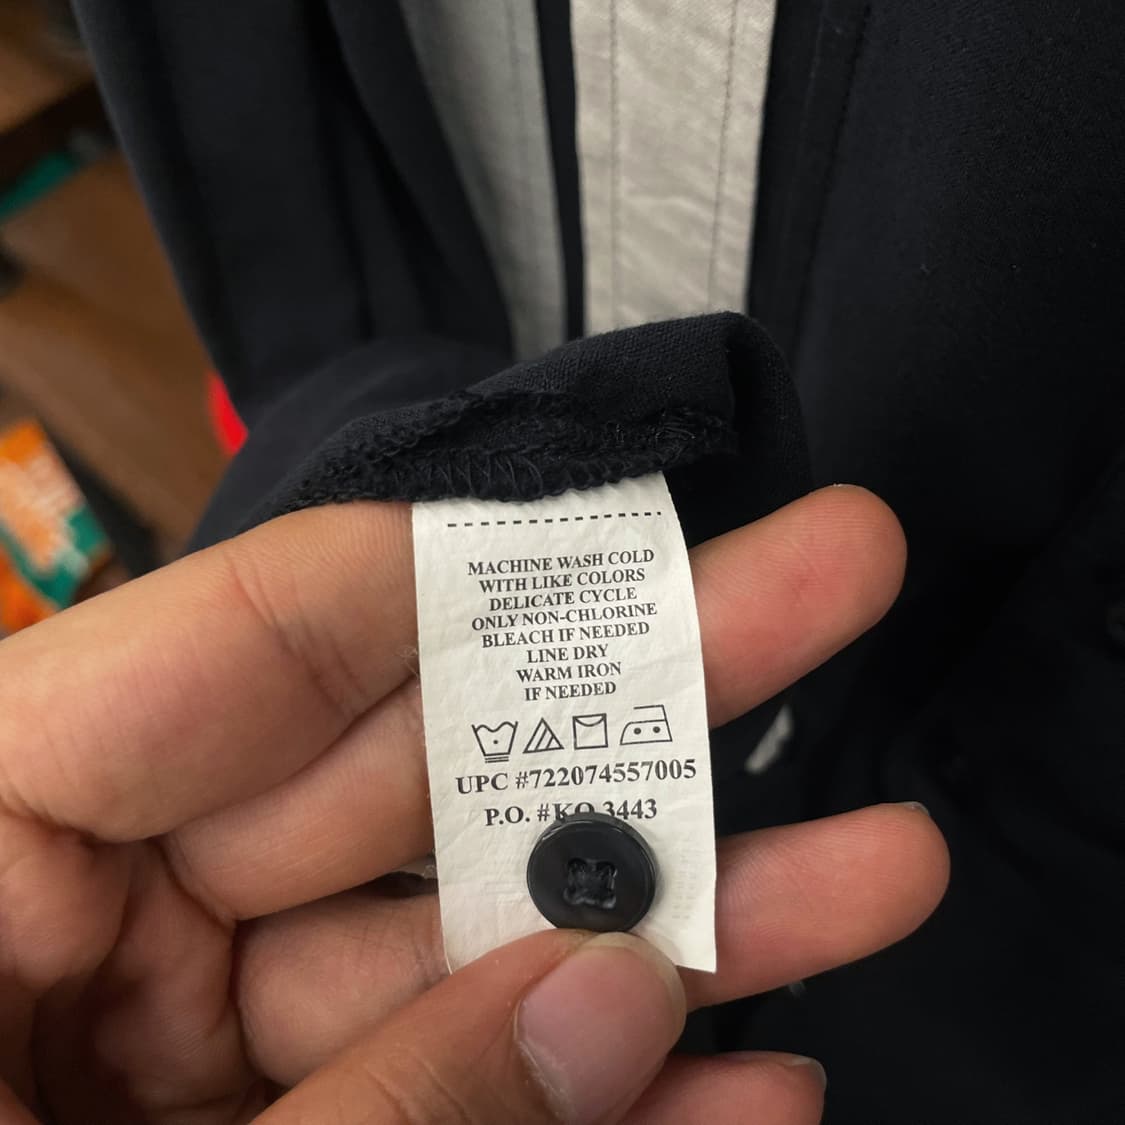 MACHINE WASH COLD
WITH LIKE COLORS
DELICATE CYCLE
ONLY NON-CHLORINE
BLEACH IF NEEDED
LINE DRY
WARM IRON
IF NEEDED
UPC #722074557005
P.O. #KO 3443